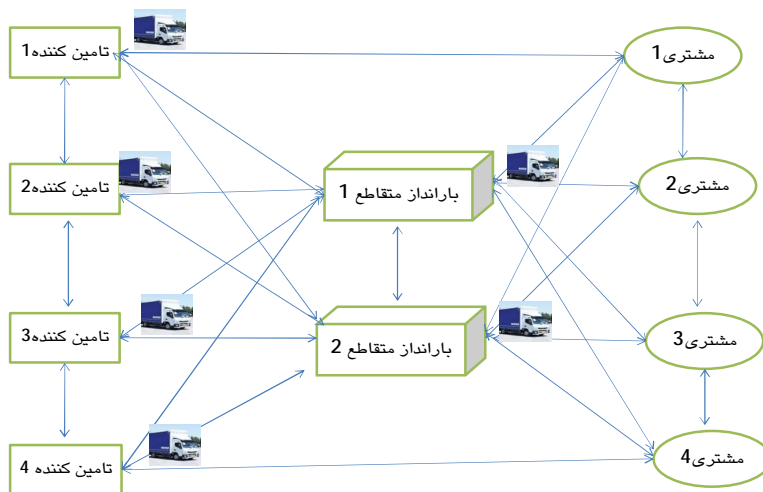 تامین کننده1
مشتری1
تامین کننده2
بارانداز متقاطع 1
مشتری2
تامین کننده3
بارانداز متقاطع 2
مشتری3
تامین کننده 4
مشتری4